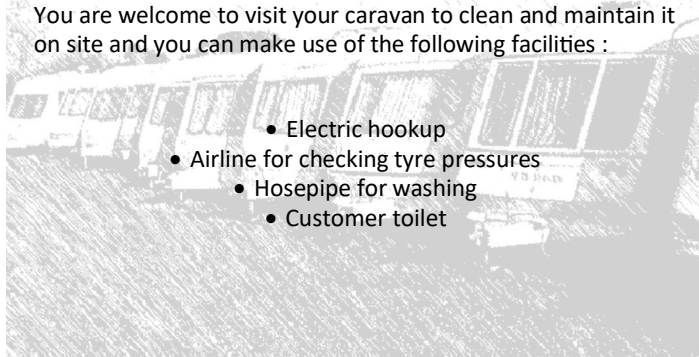 You are welcome to visit your caravan to clean and maintain it
on site and you can make use of the following facilities :
• Electric hookup
• Airline for checking tyre pressures
• Hosepipe for washing
• Customer toilet